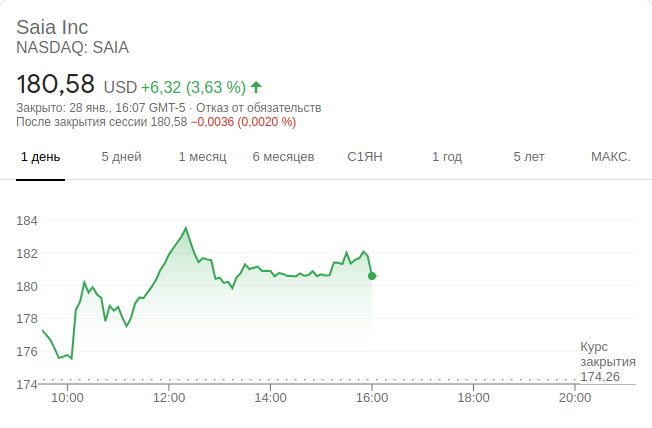 Saia Inc
NASDAQ: SAIA
180,58 USD +6,32 (3,63 %)
Закрыто: 28 янв., 16:07 GMT-5 · Отказ от обязательств
После закрытия сессии 180,58 −0,0036 (0,0020 %)
1 день 5 дней 1 месяц 6 месяцев С1ЯН 1 год 5 лет МАКС.
184
182
180
178
176
Курс
закрытия
174,26
174
10:00 12:00 14:00 16:00 18:00 20:00